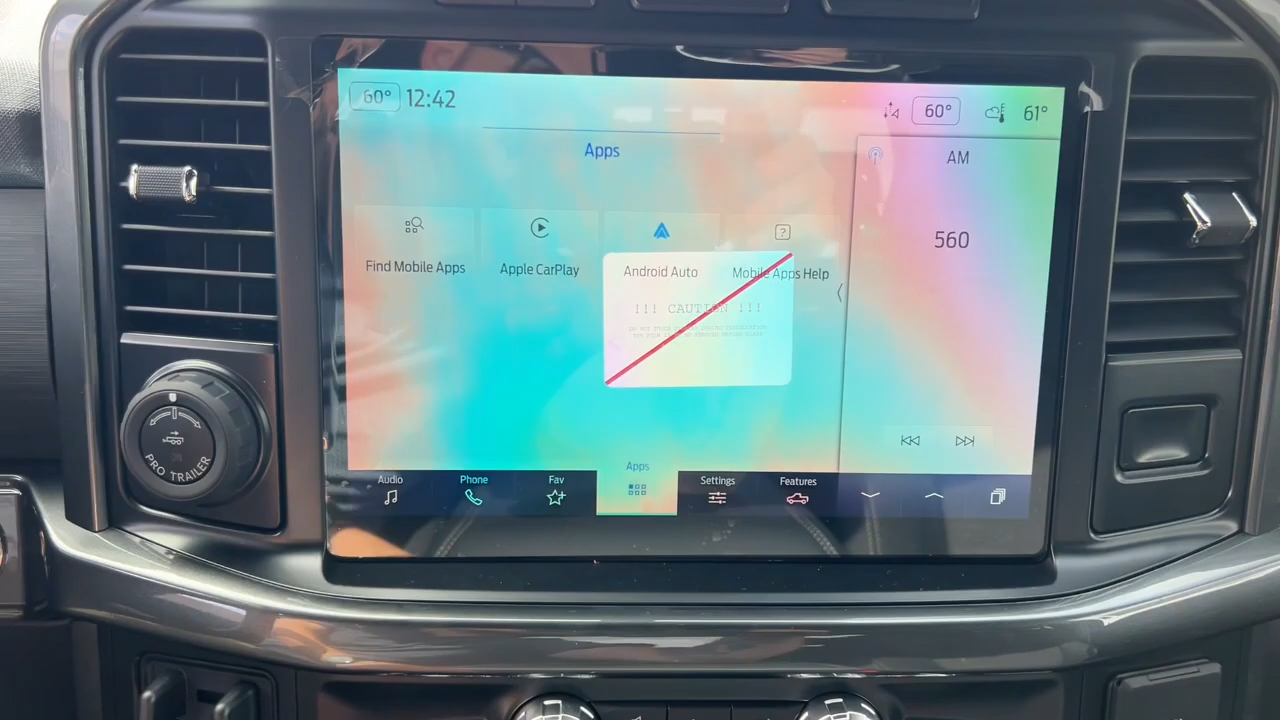 60° 12:42
60° 61°
Apps
AM
560
Find Mobile Apps
Apple CarPlay
Android Auto
Mobile Apps Help
!!! CAUTION !!!
PRO TRAILER
Audio
Phone
Fav
Apps
Settings
Features